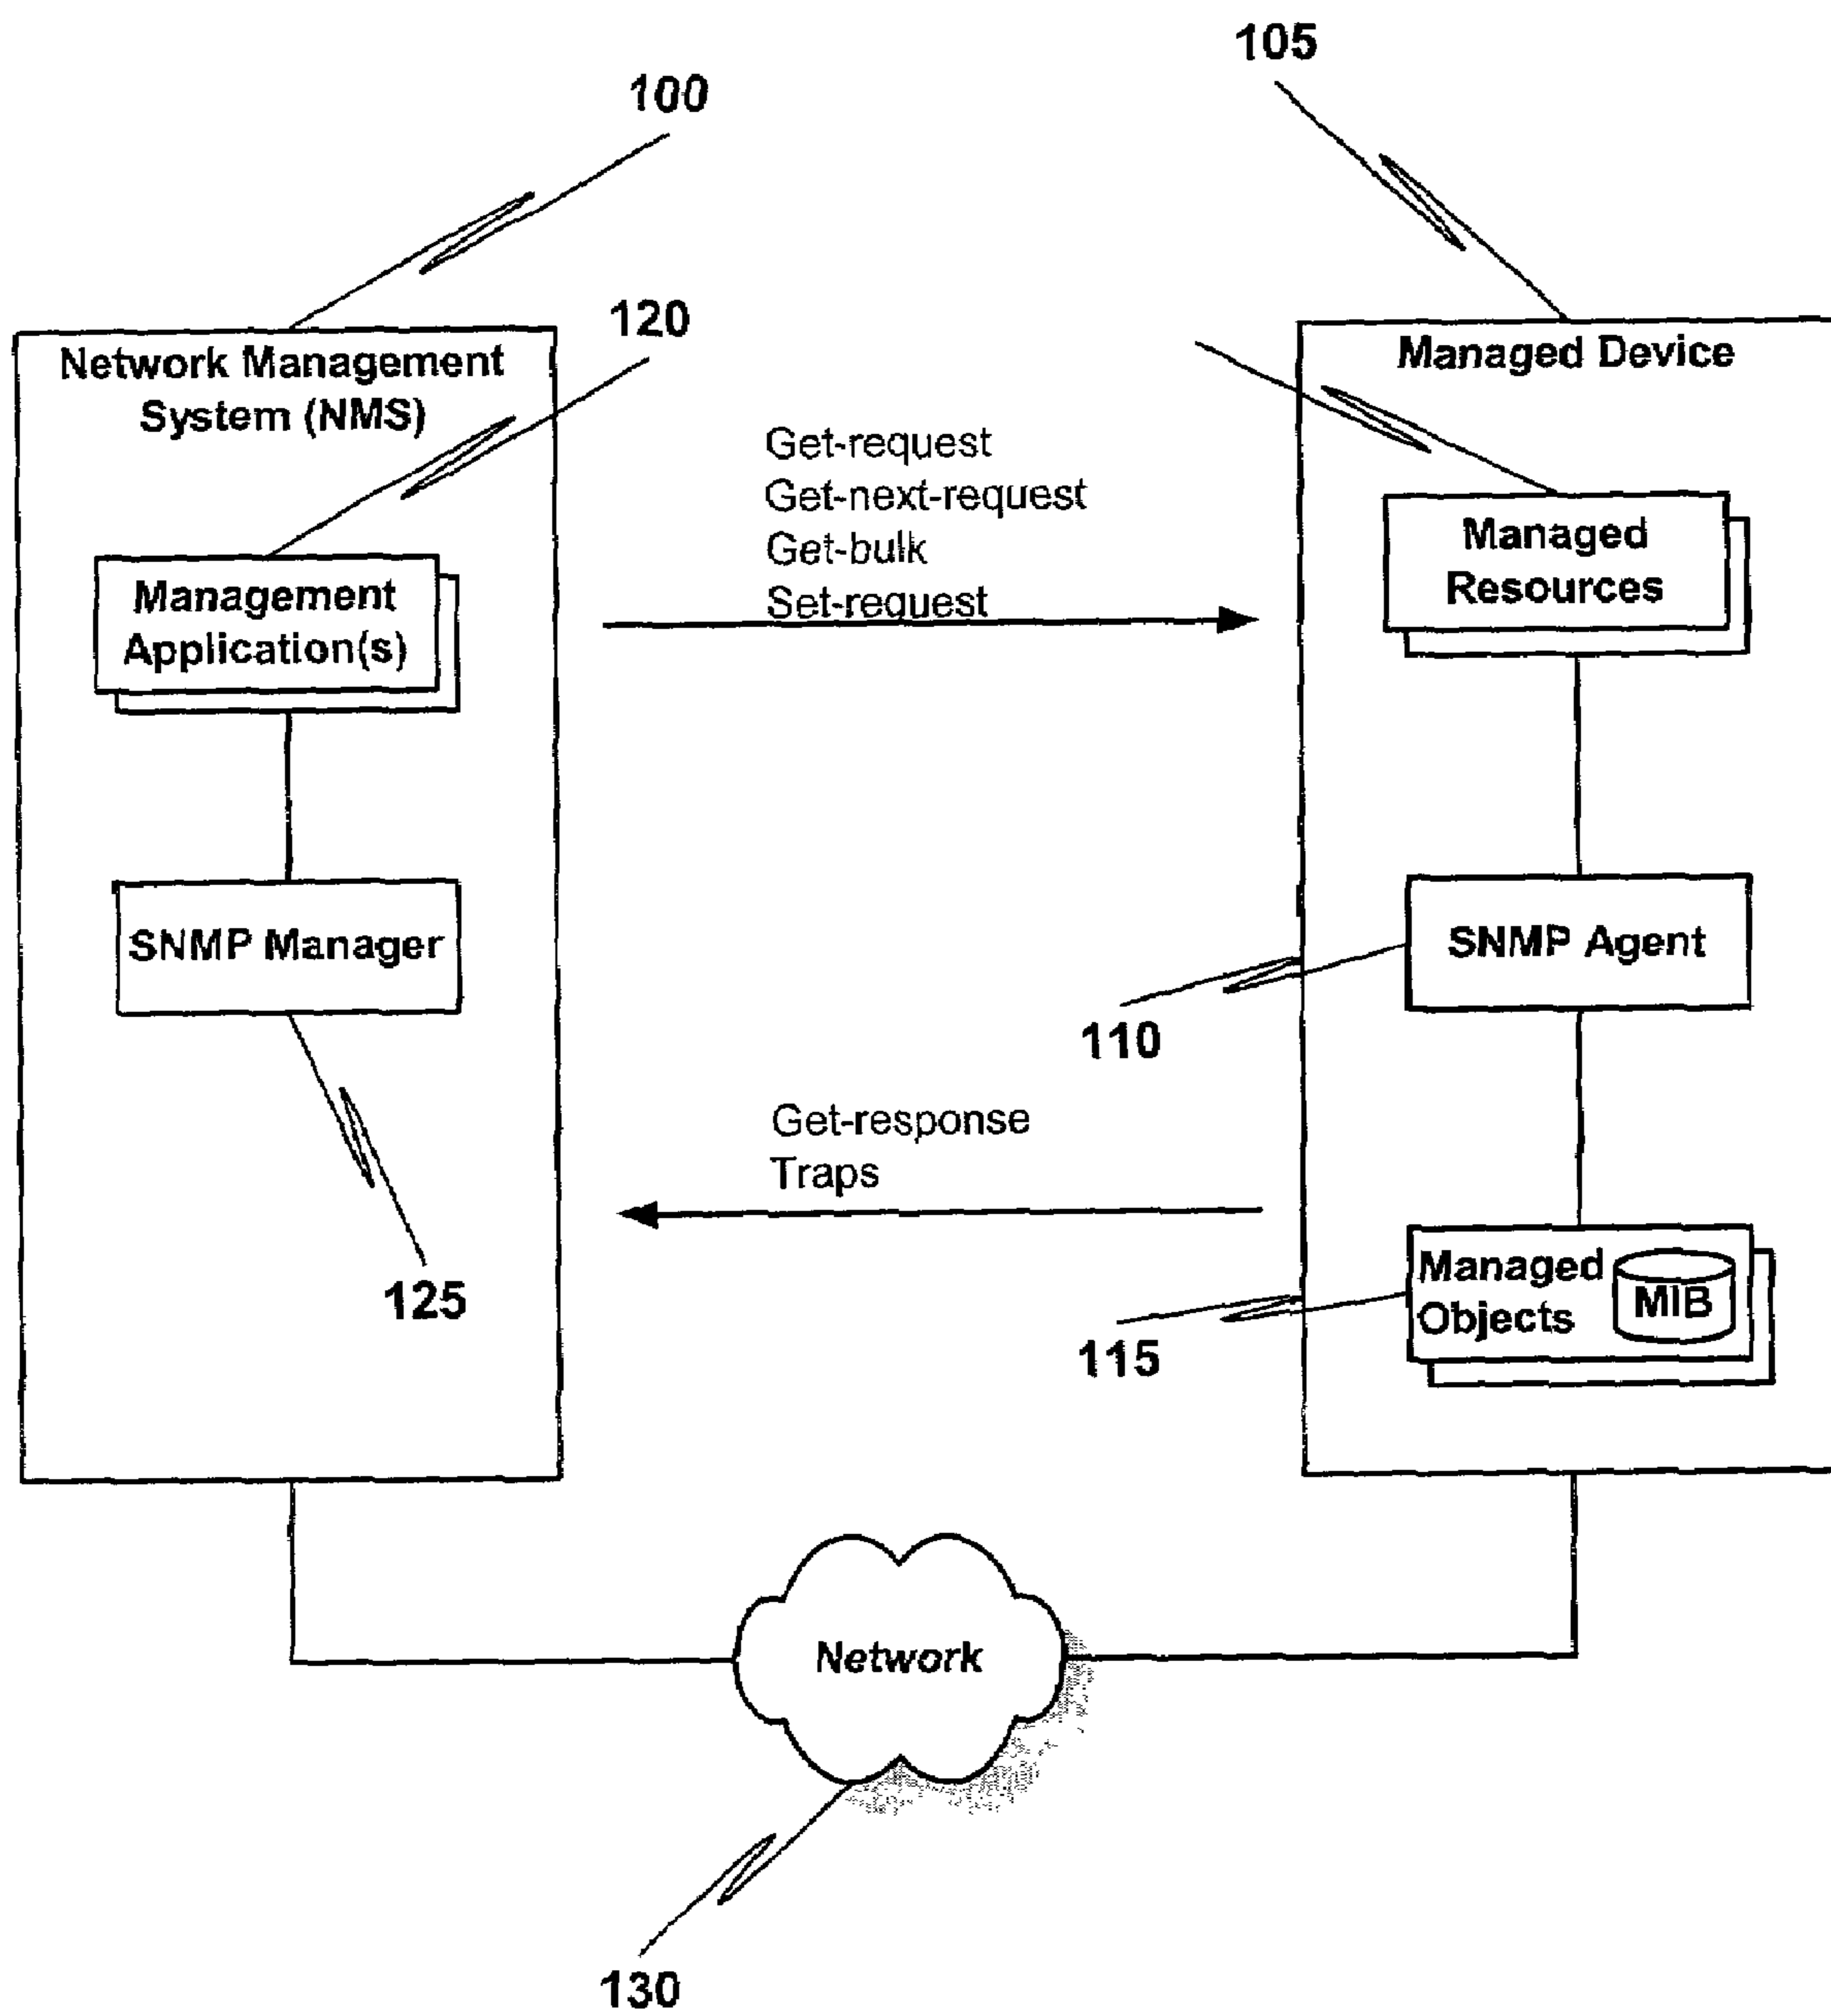 105
100
120
Network Management
System (NMS)
Managed Device
Get-request
Get-next-request
Get-bulk
Set-request
Managed
Resources
Management
Application(s)
SNMP Manager
SNMP Agent
110
Get-response
Traps
125
Managed
Objects
MIB
115
Network
130